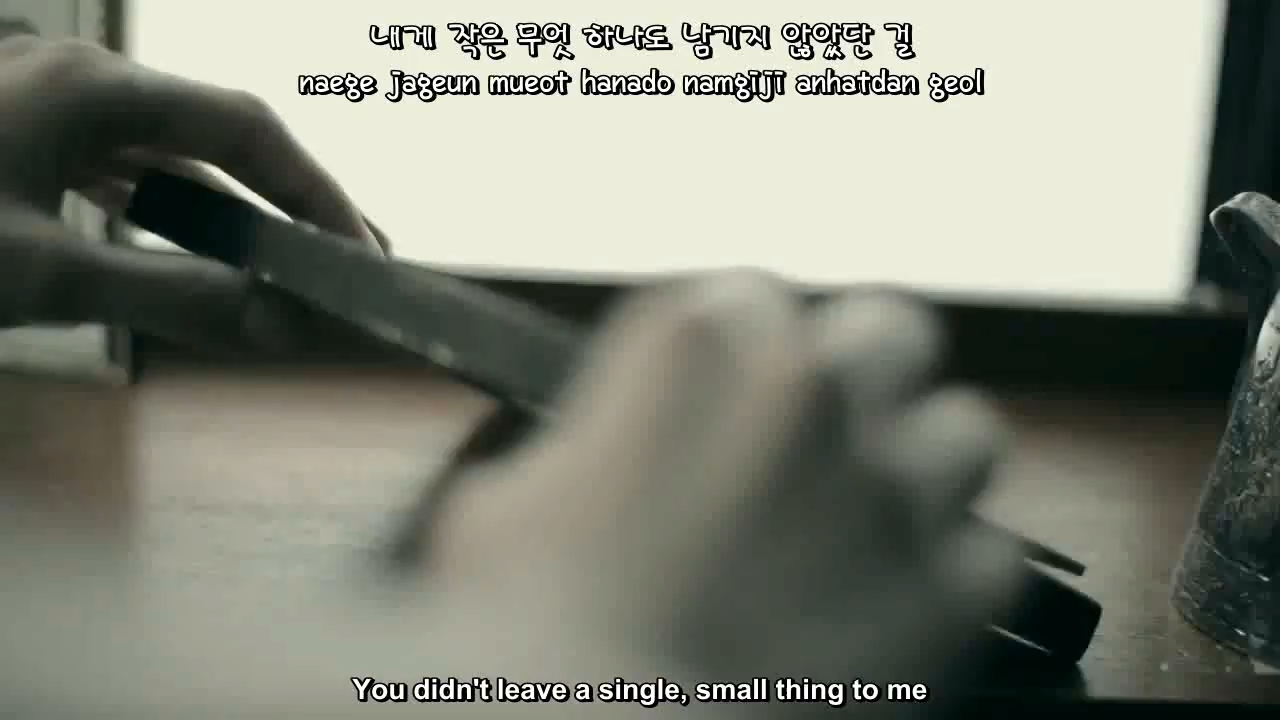 내게 작은 무엇 하나도 남기지 않았단 걸
naege jageun mueot hanado namgiji anhatdan geol
You didn't leave a single, small thing to me